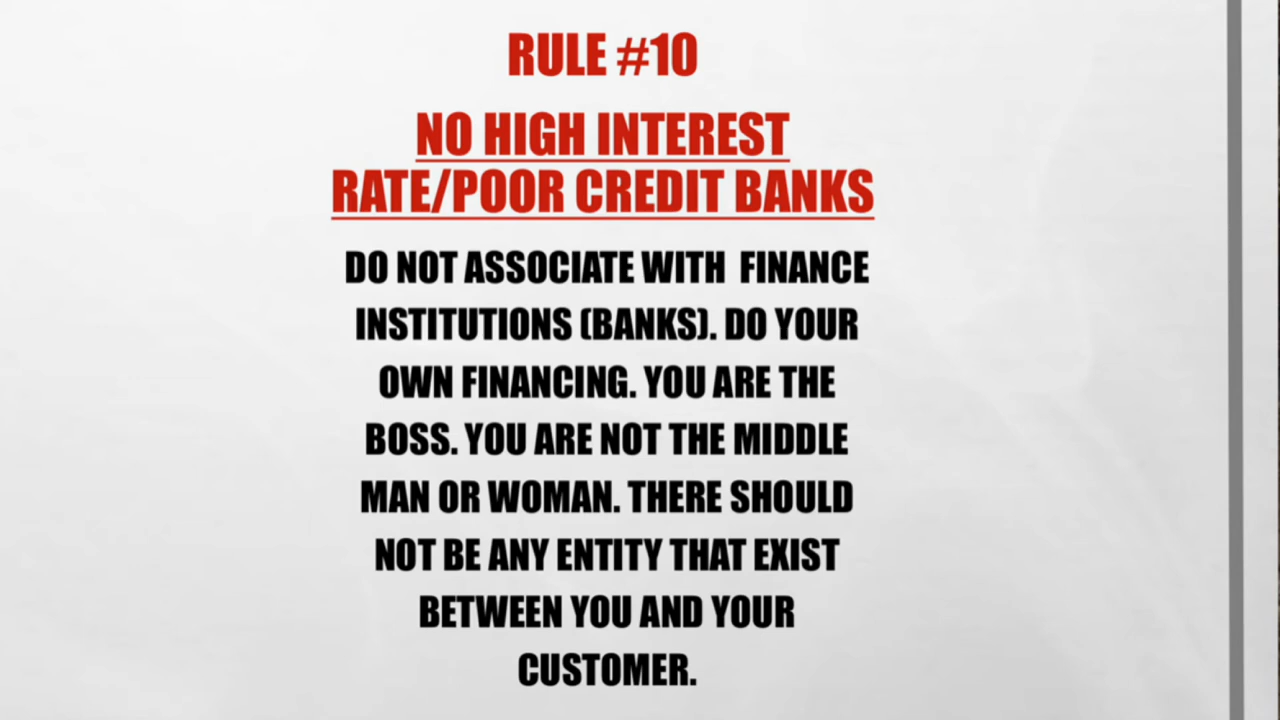 RULE #10
NO HIGH INTEREST
RATE/POOR CREDIT BANKS
DO NOT ASSOCIATE WITH FINANCE
INSTITUTIONS (BANKS). DO YOUR
OWN FINANCING. YOU ARE THE
BOSS. YOU ARE NOT THE MIDDLE
MAN OR WOMAN. THERE SHOULD
NOT BE ANY ENTITY THAT EXIST
BETWEEN YOU AND YOUR
CUSTOMER.